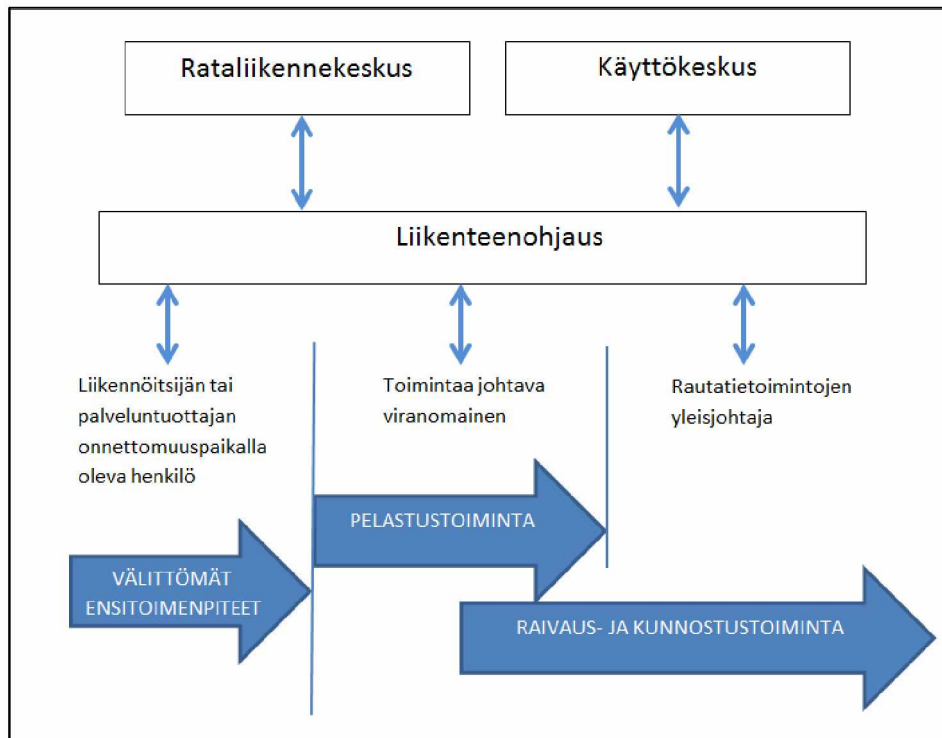 Rataliikennekeskus
Käyttökeskus
Liikenteenohjaus
Liikennöitsijän tai
palveluntuottajan
onnettomuuspaikalla
oleva henkilö
Toimintaa johtava
viranomainen
Rautatietoimintojen
yleisjohtaja
PELASTUSTOIMINTA
VÄLITTÖMÄT
ENSITOIMENPITEET
RAIVAUS- JA KUNNOSTUSTOIMINTA